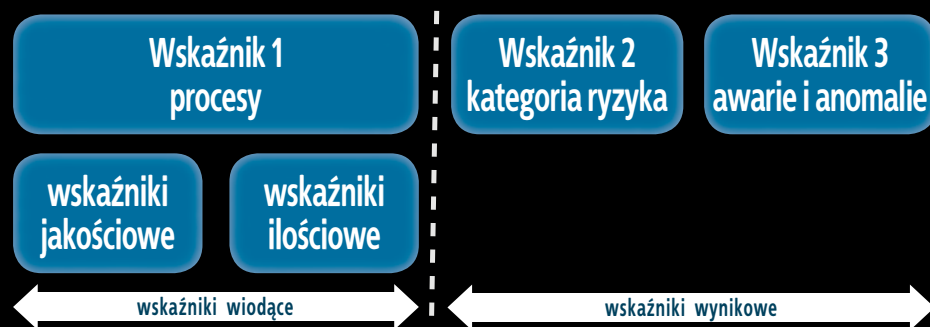 Wskaźnik 1
procesy
Wskaźnik 2
kategoria ryzyka
Wskaźnik 3
awarie i anomalie
wskaźniki
jakościowe
wskaźniki
ilościowe
wskaźniki wiodące
wskaźniki wynikowe